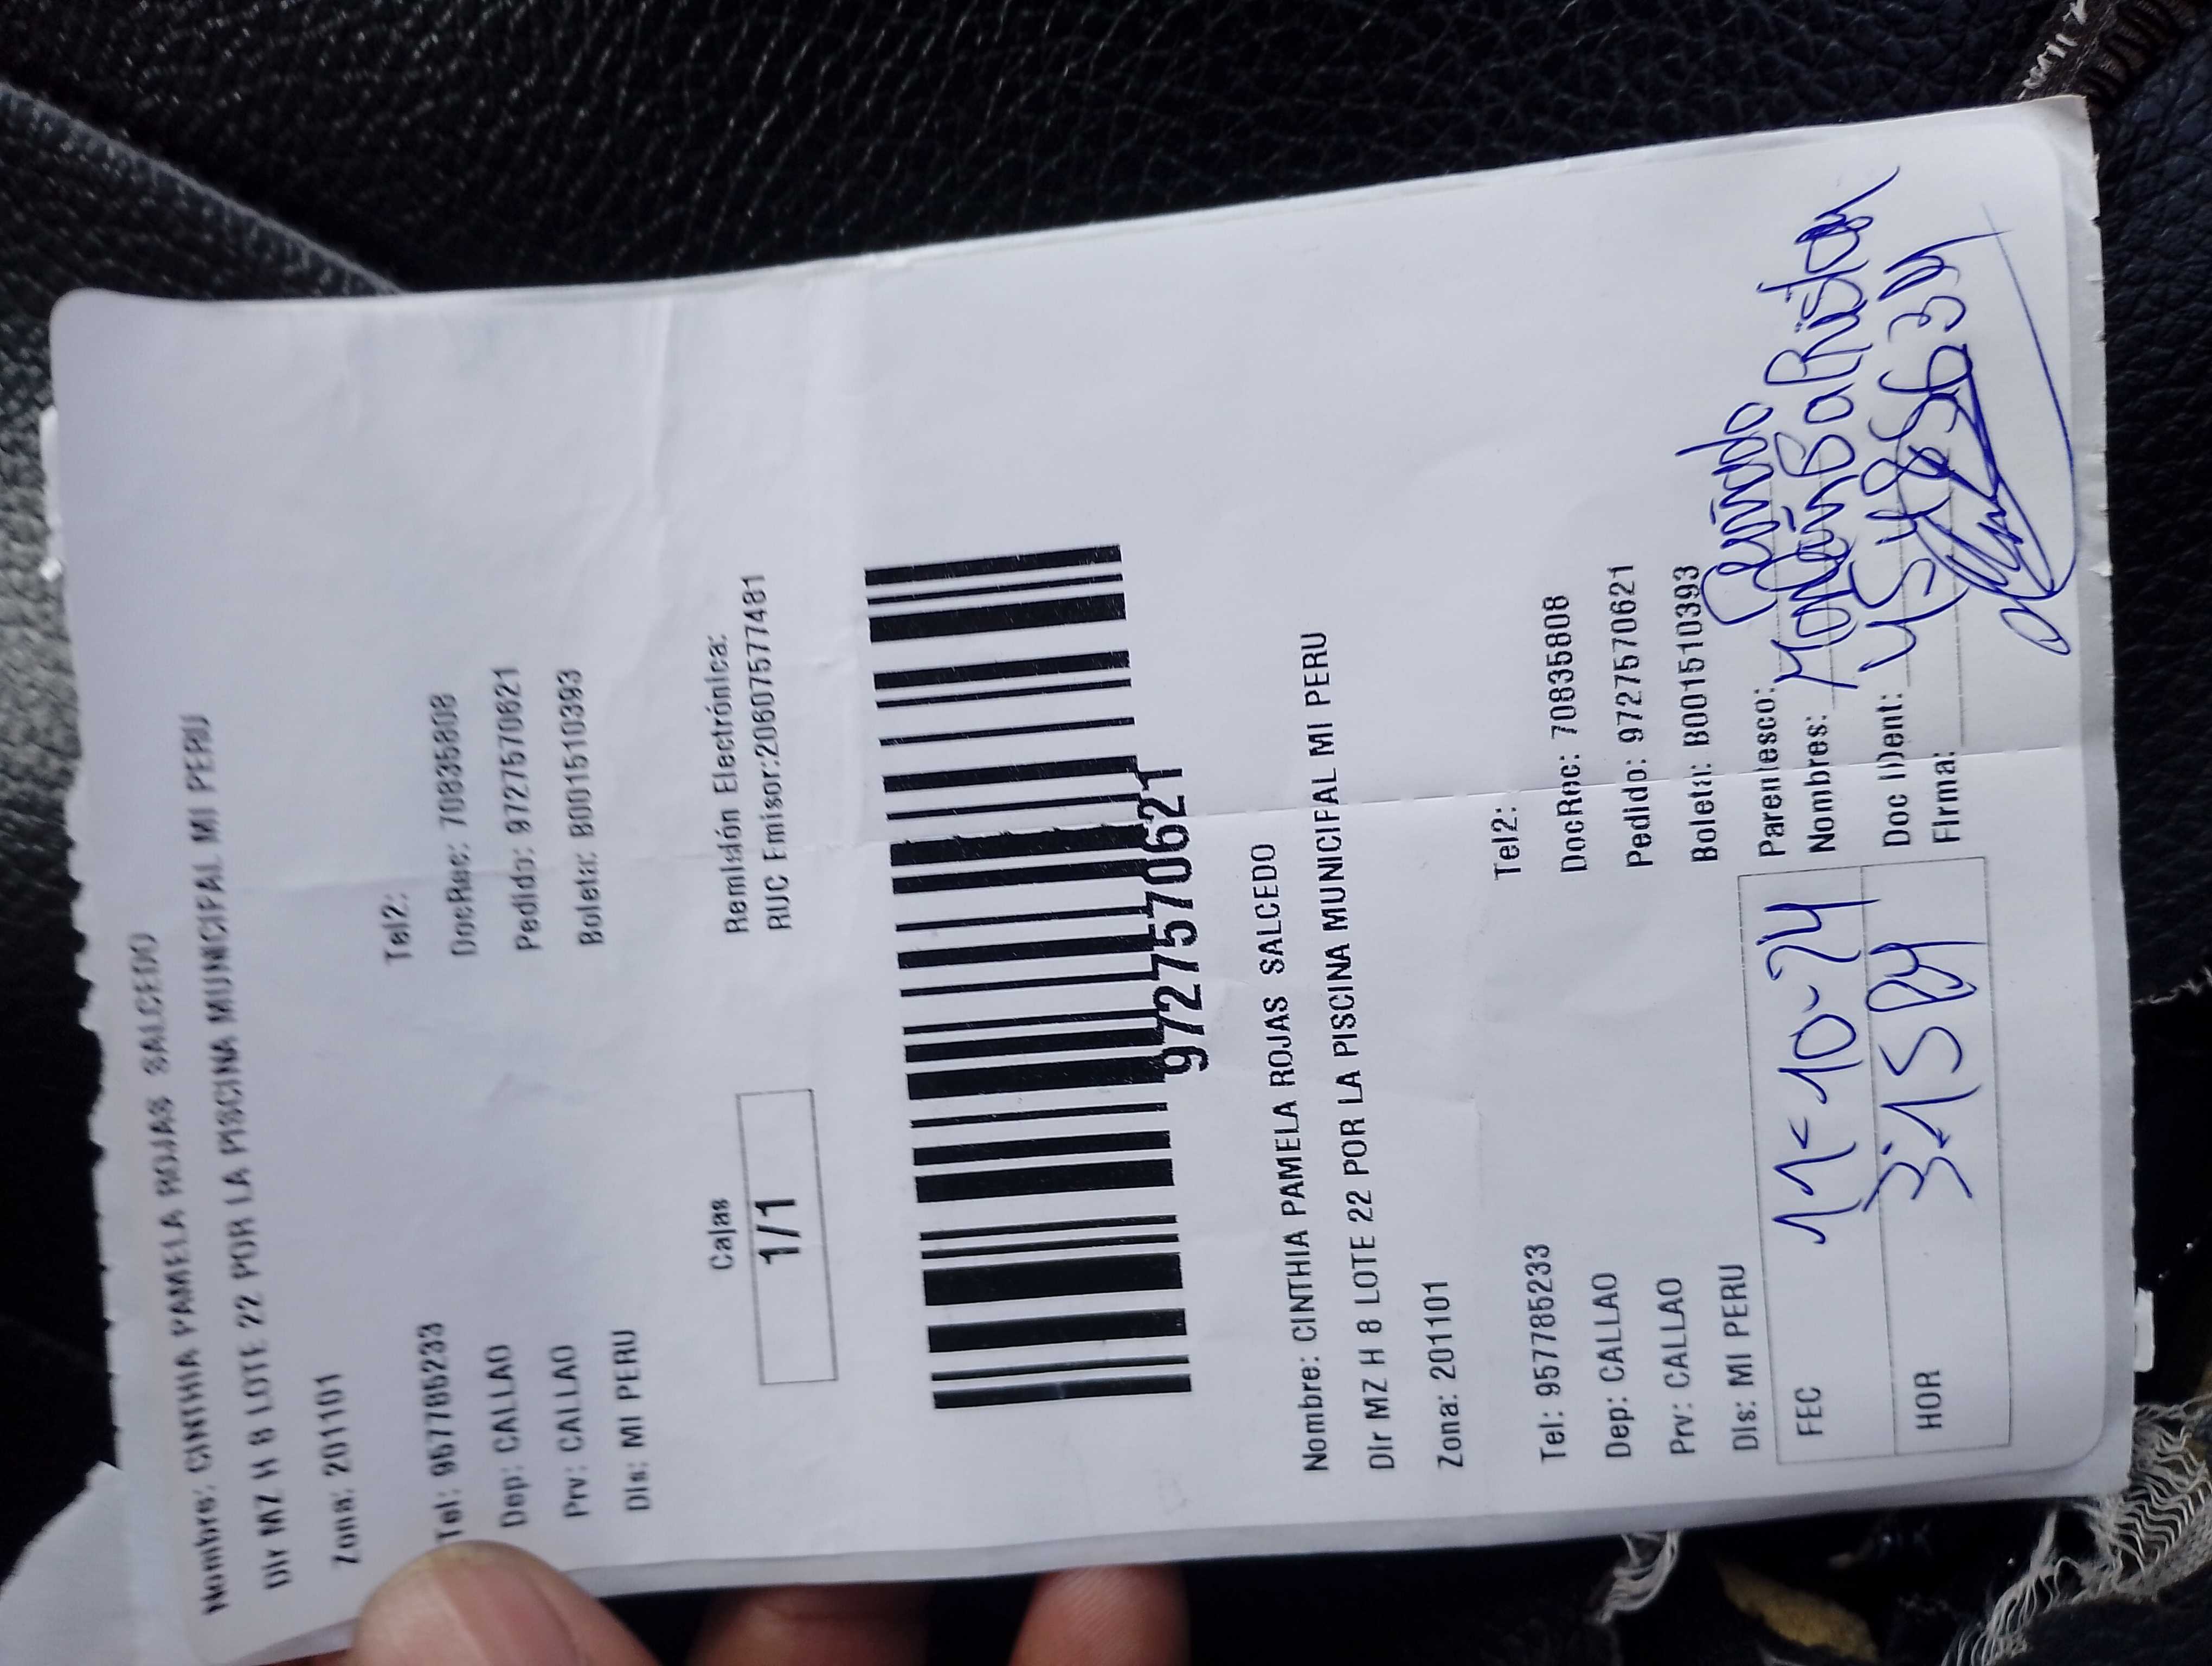 Nombre: CINTHIA PAMELA ROJAS SALCEDO
Dir MZ H 8 LOTE 22 POR LA PISCINA MUNICIPAL MI PERU
Zona: 201101
Tel: 957785233 Tel2:
Dep: CALLAO DocRec: 70835808
Prv: CALLAO Pedido: 97275570621
Dis: MI PERU Boleta: B001510393
Cajas Remisión Electrónica:
1/1 RUC Emisor:20607577481
97275570621
Nombre: CINTHIA PAMELA ROJAS SALCEDO
Dir MZ H 8 LOTE 22 POR LA PISCINA MUNICIPAL MI PERU
Zona: 201101
Tel: 957785233 Tel2:
Dep: CALLAO DocRec: 70835808
Prv: CALLAO Pedido: 97275570621
Dis: MI PERU Boleta: B001510393
FEC 11-10-24 Parentesco:
Nombres:
HOR 3:15 PM Doc IDent:
Firma: